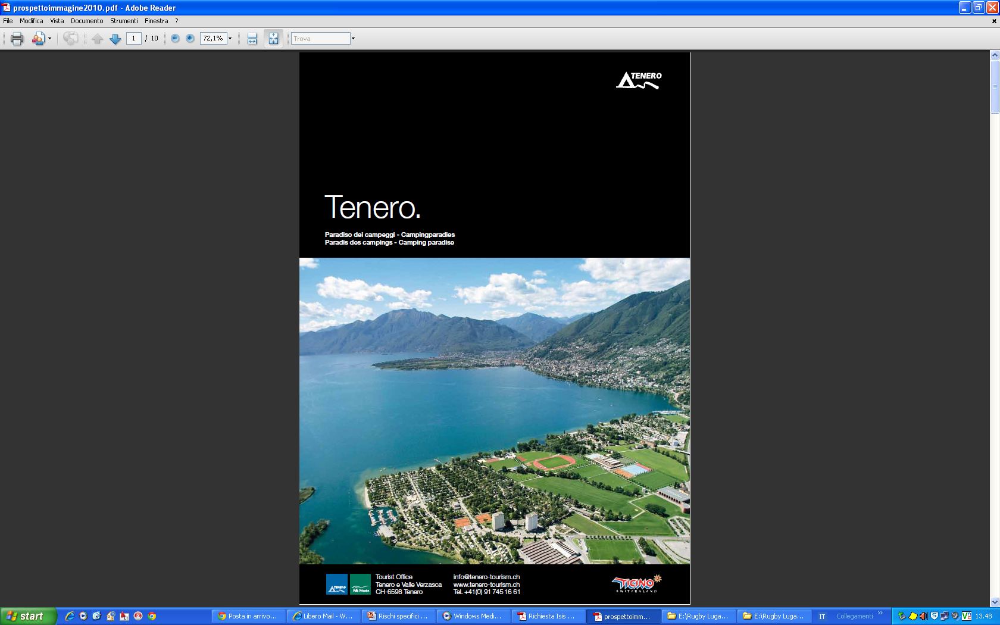 prospettoimmagine2010.pdf - Adobe Reader
File Modifica Vista Documento Strumenti Finestra ?
1 / 10 72,1% Trova
TENERO
Tenero.
Paradiso dei campeggi - Campingparadies
Paradis des campings - Camping paradise
TENERO
Valle Verzasca
Tourist Office
Tenero e Valle Verzasca
CH-6598 Tenero
info@tenero-tourism.ch
www.tenero-tourism.ch
Tel. +41(0) 91 745 16 61
TICINO
SWITZERLAND
start
Posta in arrivo...
Libero Mail - W...
Rischi specifici ...
Windows Medi...
Richiesta Isis ...
prospettoimm...
E:\Rugby Luga...
E:\Rugby Luga...
IT
Collegamenti »
13.48